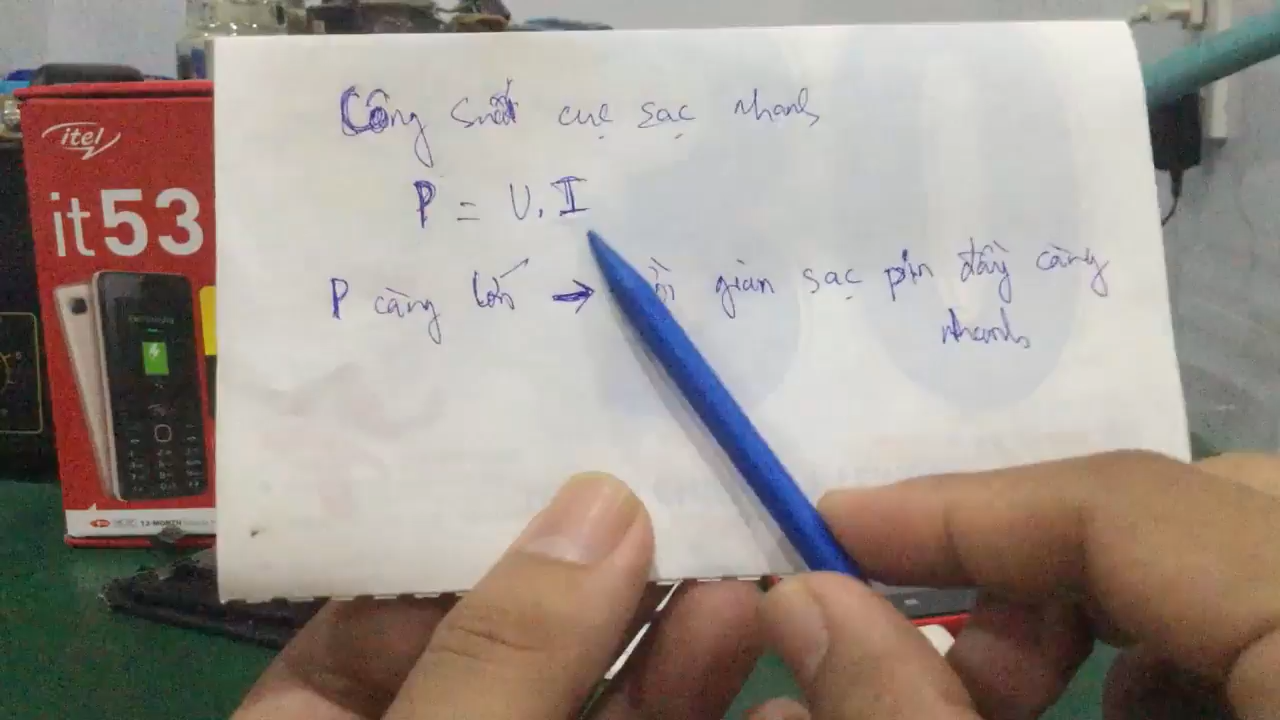 Công suất cục sạc nhanh
P = U.I
P càng lớn → gian sạc pin đầy càng
nhanh
itel
it53
12-MONTH